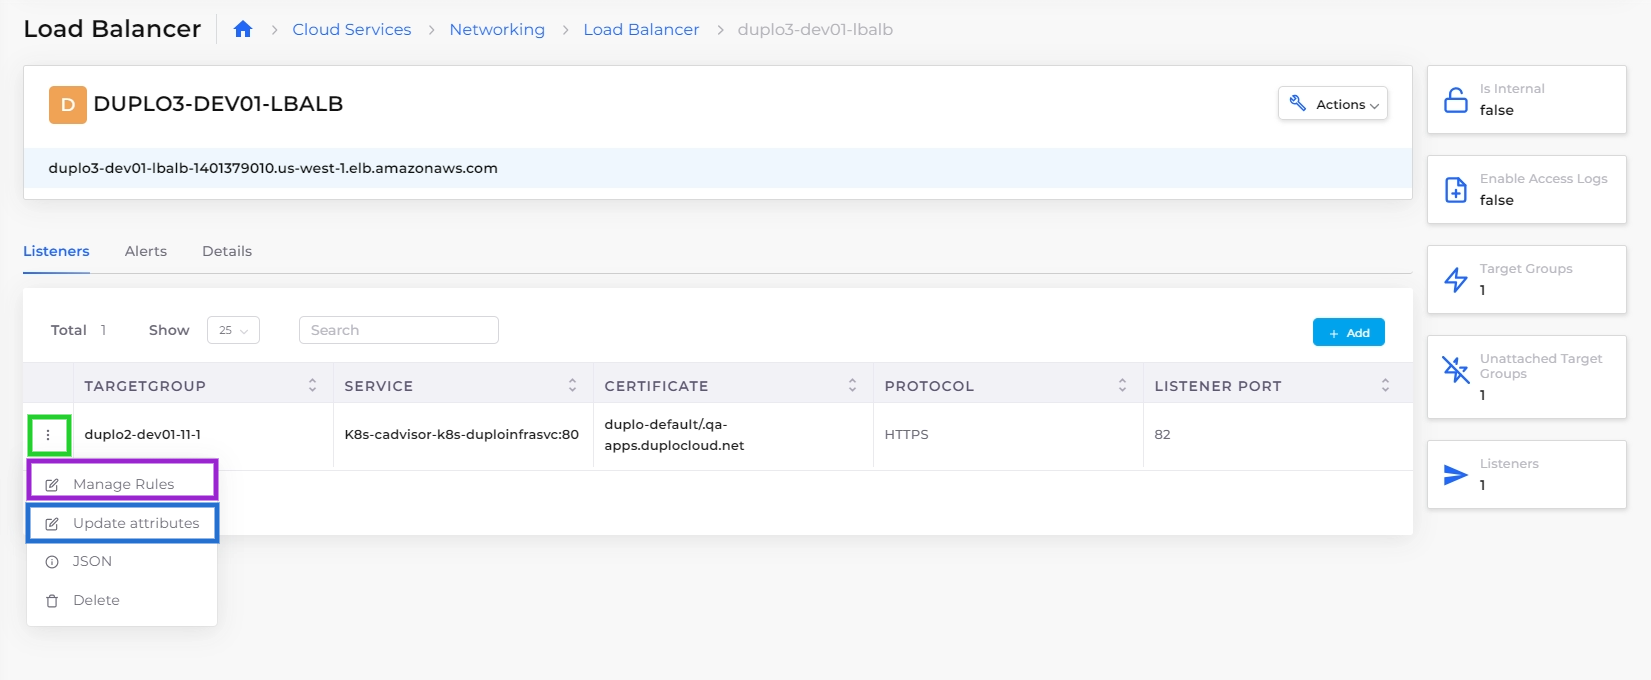 Load Balancer > Cloud Services > Networking > Load Balancer > duplo3-dev01-lbalb
D DUPLO3-DEV01-LBALB
Actions
duplo3-dev01-lbalb-1401379010.us-west-1.elb.amazonaws.com
Is Internal
false
Enable Access Logs
false
Target Groups
1
Unattached Target
Groups
1
Listeners
1
Listeners Alerts Details
Total 1 Show 25 Search + Add
TARGETGROUP SERVICE CERTIFICATE PROTOCOL LISTENER PORT
duplo2-dev01-11-1 K8s-cadvisor-k8s-duploinfrasvc:80 duplo-default/.qa-
apps.duplocloud.net HTTPS 82
Manage Rules
Update attributes
JSON
Delete